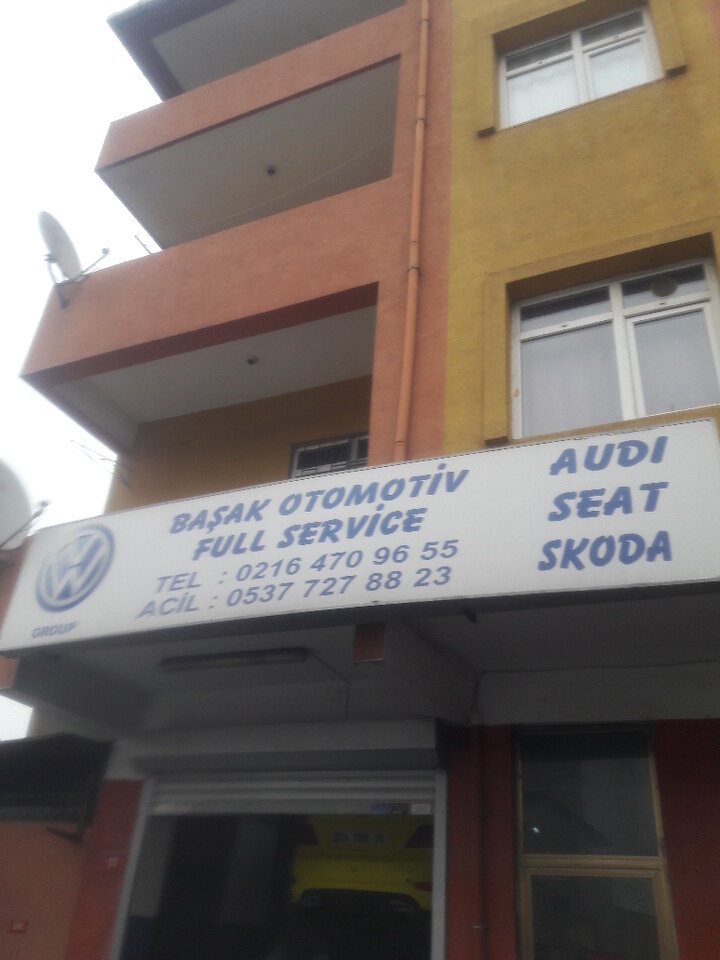 BAŞAK OTOMOTİV
FULL SERVİCE
TEL : 0216 470 96 55
ACİL : 0537 727 88 23
GROUP
AUDI
SEAT
SKODA